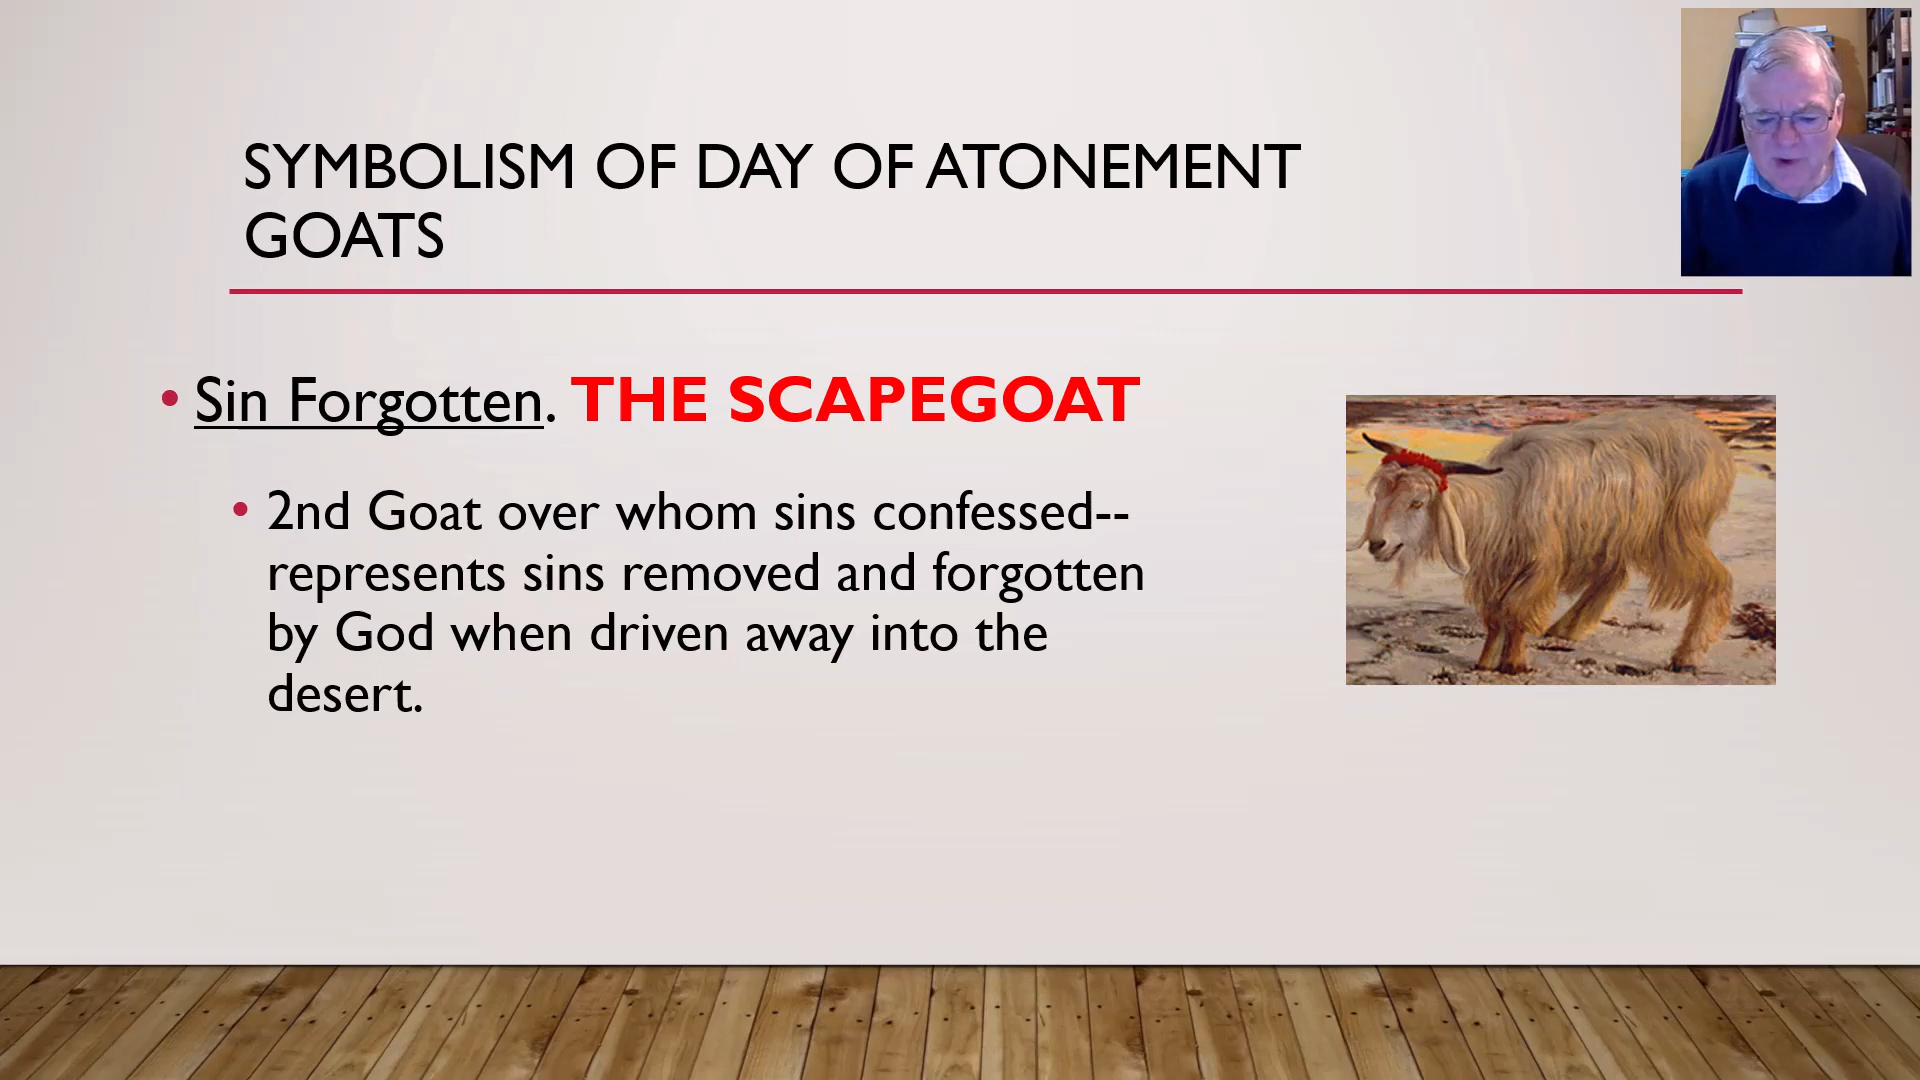 SYMBOLISM OF DAY OF ATONEMENT
GOATS
• Sin Forgotten. THE SCAPEGOAT
• 2nd Goat over whom sins confessed--
represents sins removed and forgotten
by God when driven away into the
desert.